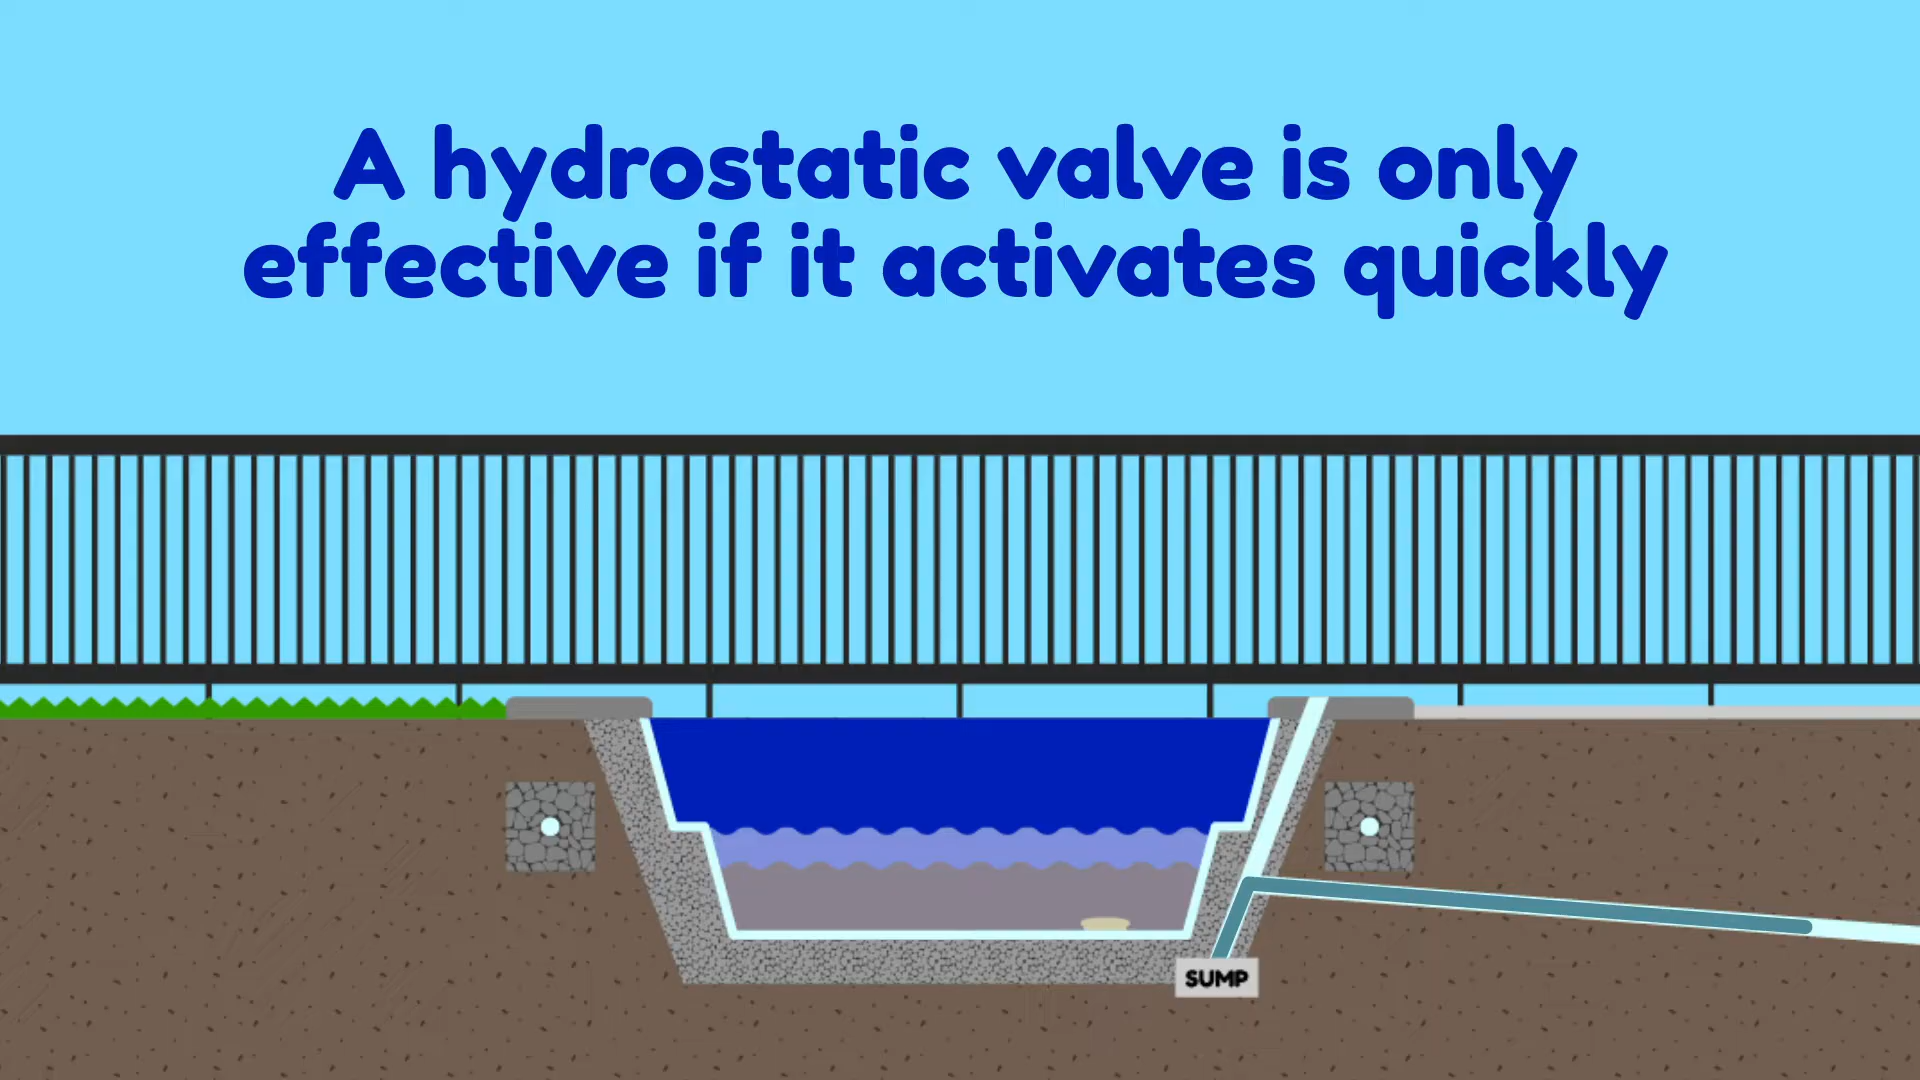 A hydrostatic valve is only
effective if it activates quickly
SUMP